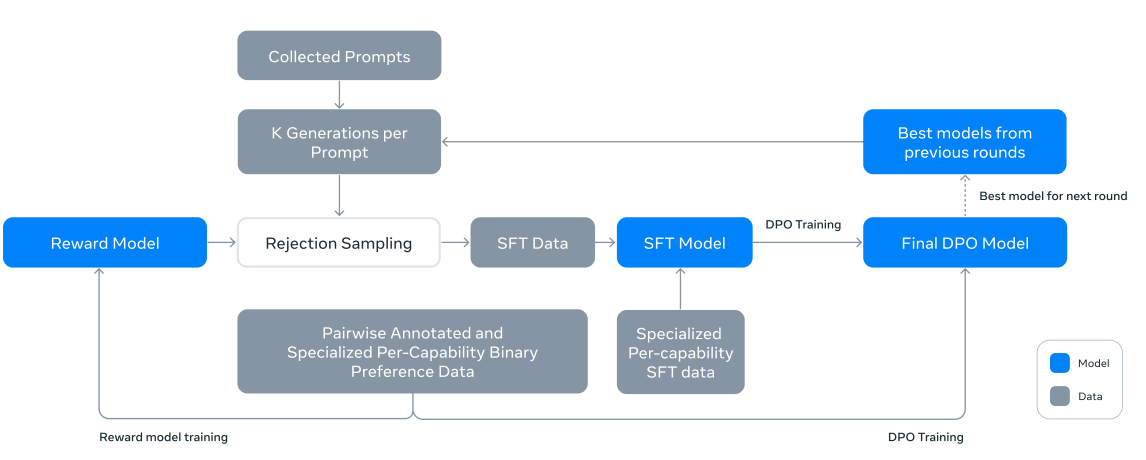 Collected Prompts
K Generations per
Prompt
Best models from
previous rounds
Best model for next round
Reward Model
Rejection Sampling
SFT Data
SFT Model
DPO Training
Final DPO Model
Pairwise Annotated and
Specialized Per-Capability Binary
Preference Data
Specialized
Per-capability
SFT data
Model
Data
Reward model training
DPO Training